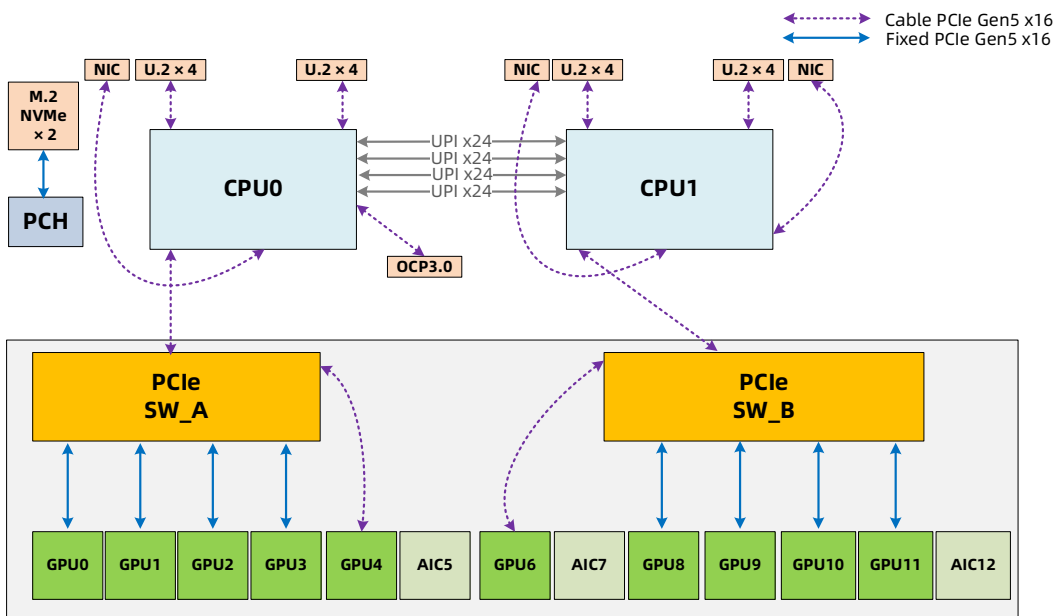 Cable PCIe Gen5 x16
Fixed PCIe Gen5 x16
NIC
U.2 × 4
U.2 × 4
NIC
U.2 × 4
U.2 × 4
NIC
M.2
NVMe
× 2
PCH
CPU0
UPI x24
UPI x24
UPI x24
UPI x24
CPU1
OCP3.0
PCIe
SW_A
PCIe
SW_B
GPU0
GPU1
GPU2
GPU3
GPU4
AIC5
GPU6
AIC7
GPU8
GPU9
GPU10
GPU11
AIC12